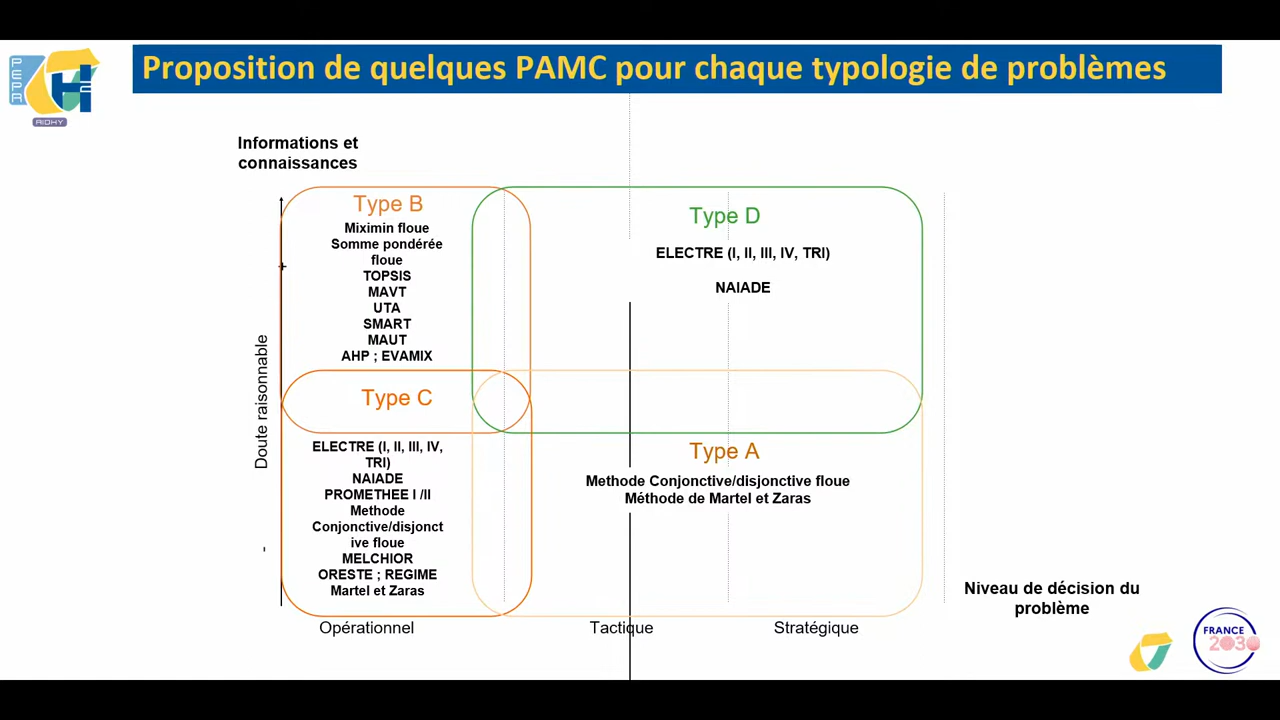 Proposition de quelques PAMC pour chaque typologie de problèmes
PEPR
H2
RIDHY
Informations et
connaissances
Type B
Miximin floue
Somme pondérée
floue
TOPSIS
MAVT
UTA
SMART
MAUT
AHP ; EVAMIX
Type D
ELECTRE (I, II, III, IV, TRI)
NAIADE
+
Doute raisonnable
-
Type C
ELECTRE (I, II, III, IV,
TRI)
NAIADE
PROMETHEE I /II
Methode
Conjonctive/disjonct
ive floue
MELCHIOR
ORESTE ; REGIME
Martel et Zaras
Type A
Methode Conjonctive/disjonctive floue
Méthode de Martel et Zaras
Niveau de décision du
problème
Opérationnel
Tactique
Stratégique
FRANCE
2030